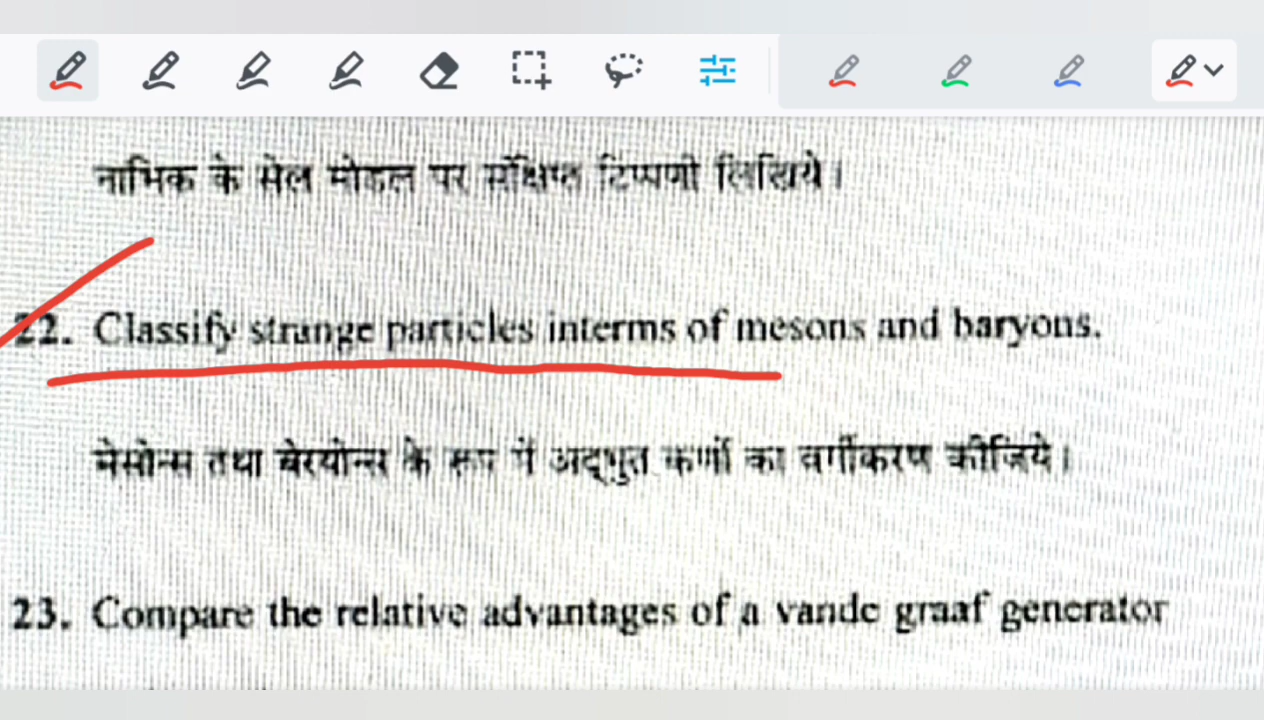 नाभिक के सेल मोडल पर संक्षिप्त टिप्पणी लिखिये।
22. Classify strange particles interms of mesons and baryons.
मेसोन्स तथा बेरयोन्स के रूप में अद्भुत कणों का वर्गीकरण कीजिये।
23. Compare the relative advantages of a vande graaf generator